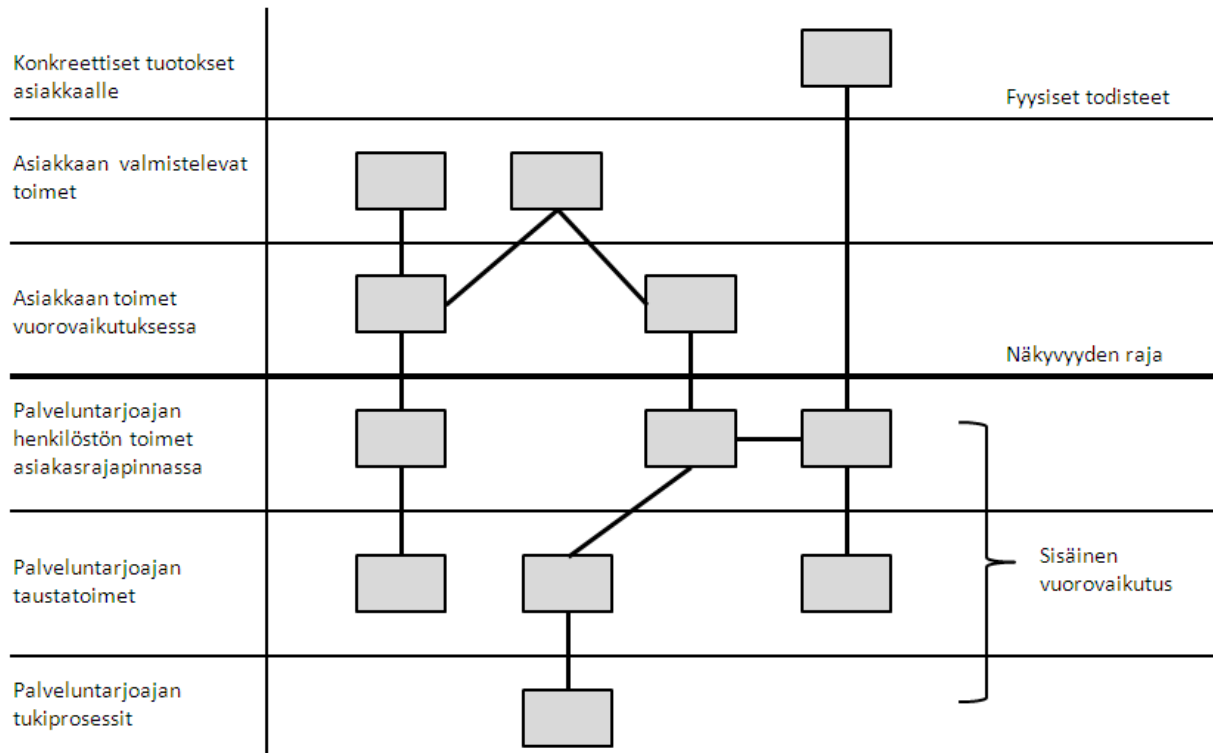 Konkreettiset tuotokset
asiakkaalle
Fyysiset todisteet
Asiakkaan valmistelevat
toimet
Asiakkaan toimet
vuorovaikutuksessa
Näkyvyyden raja
Palveluntarjoajan
henkilöstön toimet
asiakasrajapinnassa
Palveluntarjoajan
taustatoimet
Sisäinen
vuorovaikutus
Palveluntarjoajan
tukiprosessit